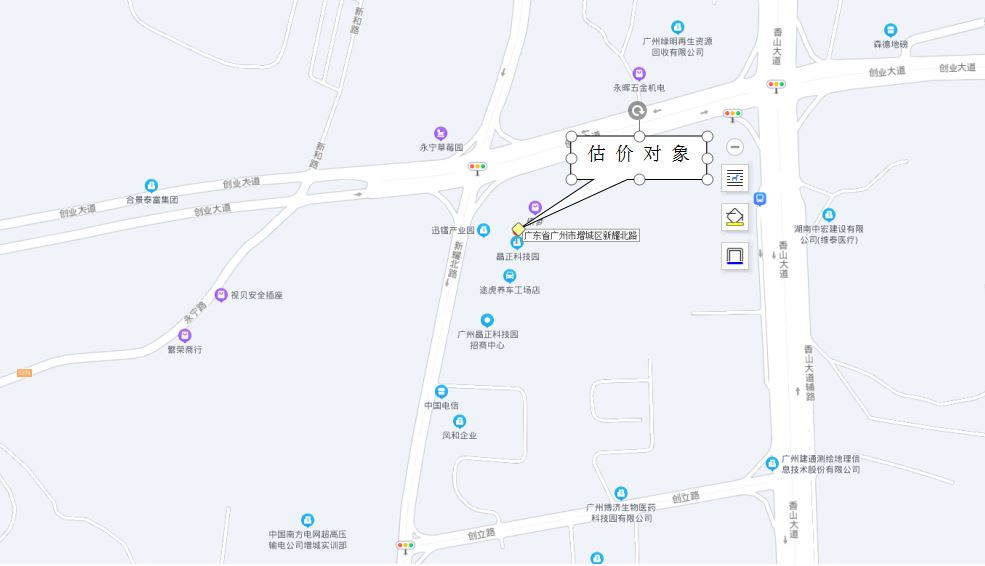 新和路
香山大道
广州绿明再生资源
回收有限公司
森德地磅
创业大道
创业大道
永晖五金机电
永宁草莓园
新和路
估价对象
创业大道
合景泰富集团
创业大道
创业大道
迅镭产业园
广东省广州市增城区新耀北路
湖南中宏建设有限
公司(维泰医疗)
晶正科技园
新耀北路
香山大道
途虎养车工场店
视贝安全插座
永宁路
广州晶正科技园
招商中心
繁荣商行
香山大道辅路
中国电信
风和企业
广州建通测绘地理信
息技术股份有限公司
创立路
广州博济生物医药
科技园有限公司
香山大道
中国南方电网超高压
输电公司增城实训部
创立路